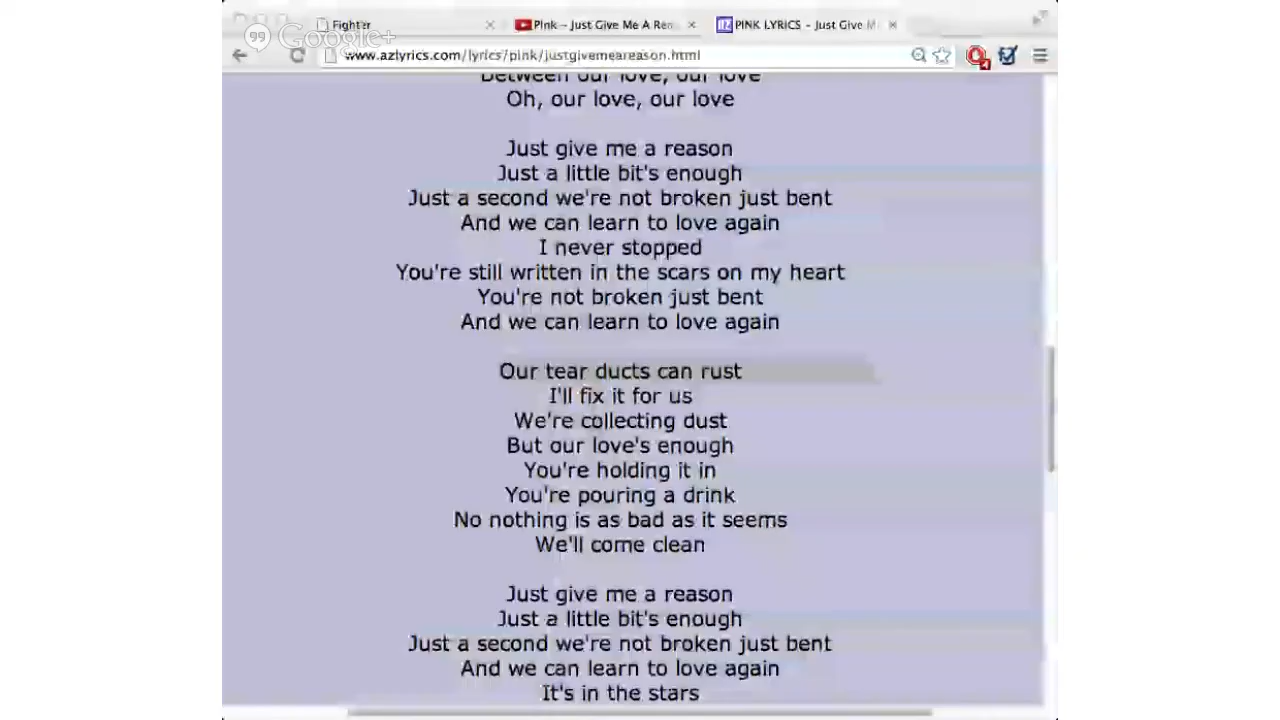 Fighter
Pink - Just Give Me A Rea
PINK LYRICS - Just Give M
Google+
www.azlyrics.com/lyrics/pink/justgivemeareason.html
Between our love, our love
Oh, our love, our love
Just give me a reason
Just a little bit's enough
Just a second we're not broken just bent
And we can learn to love again
I never stopped
You're still written in the scars on my heart
You're not broken just bent
And we can learn to love again
Our tear ducts can rust
I'll fix it for us
We're collecting dust
But our love's enough
You're holding it in
You're pouring a drink
No nothing is as bad as it seems
We'll come clean
Just give me a reason
Just a little bit's enough
Just a second we're not broken just bent
And we can learn to love again
It's in the stars